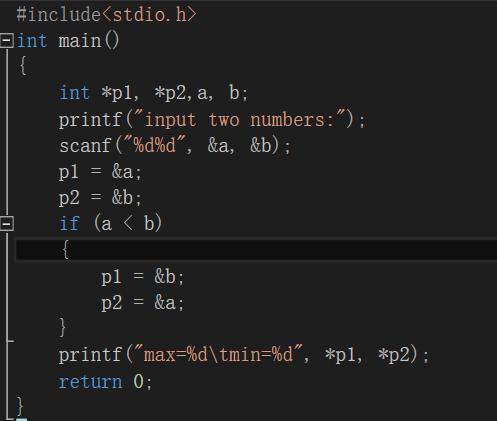 #include<stdio.h>
int main()
{
    int *p1, *p2,a, b;
    printf("input two numbers:");
    scanf("%d%d", &a, &b);
    p1 = &a;
    p2 = &b;
    if (a < b)
    {
        p1 = &b;
        p2 = &a;
    }
    printf("max=%d\tmin=%d", *p1, *p2);
    return 0;
}